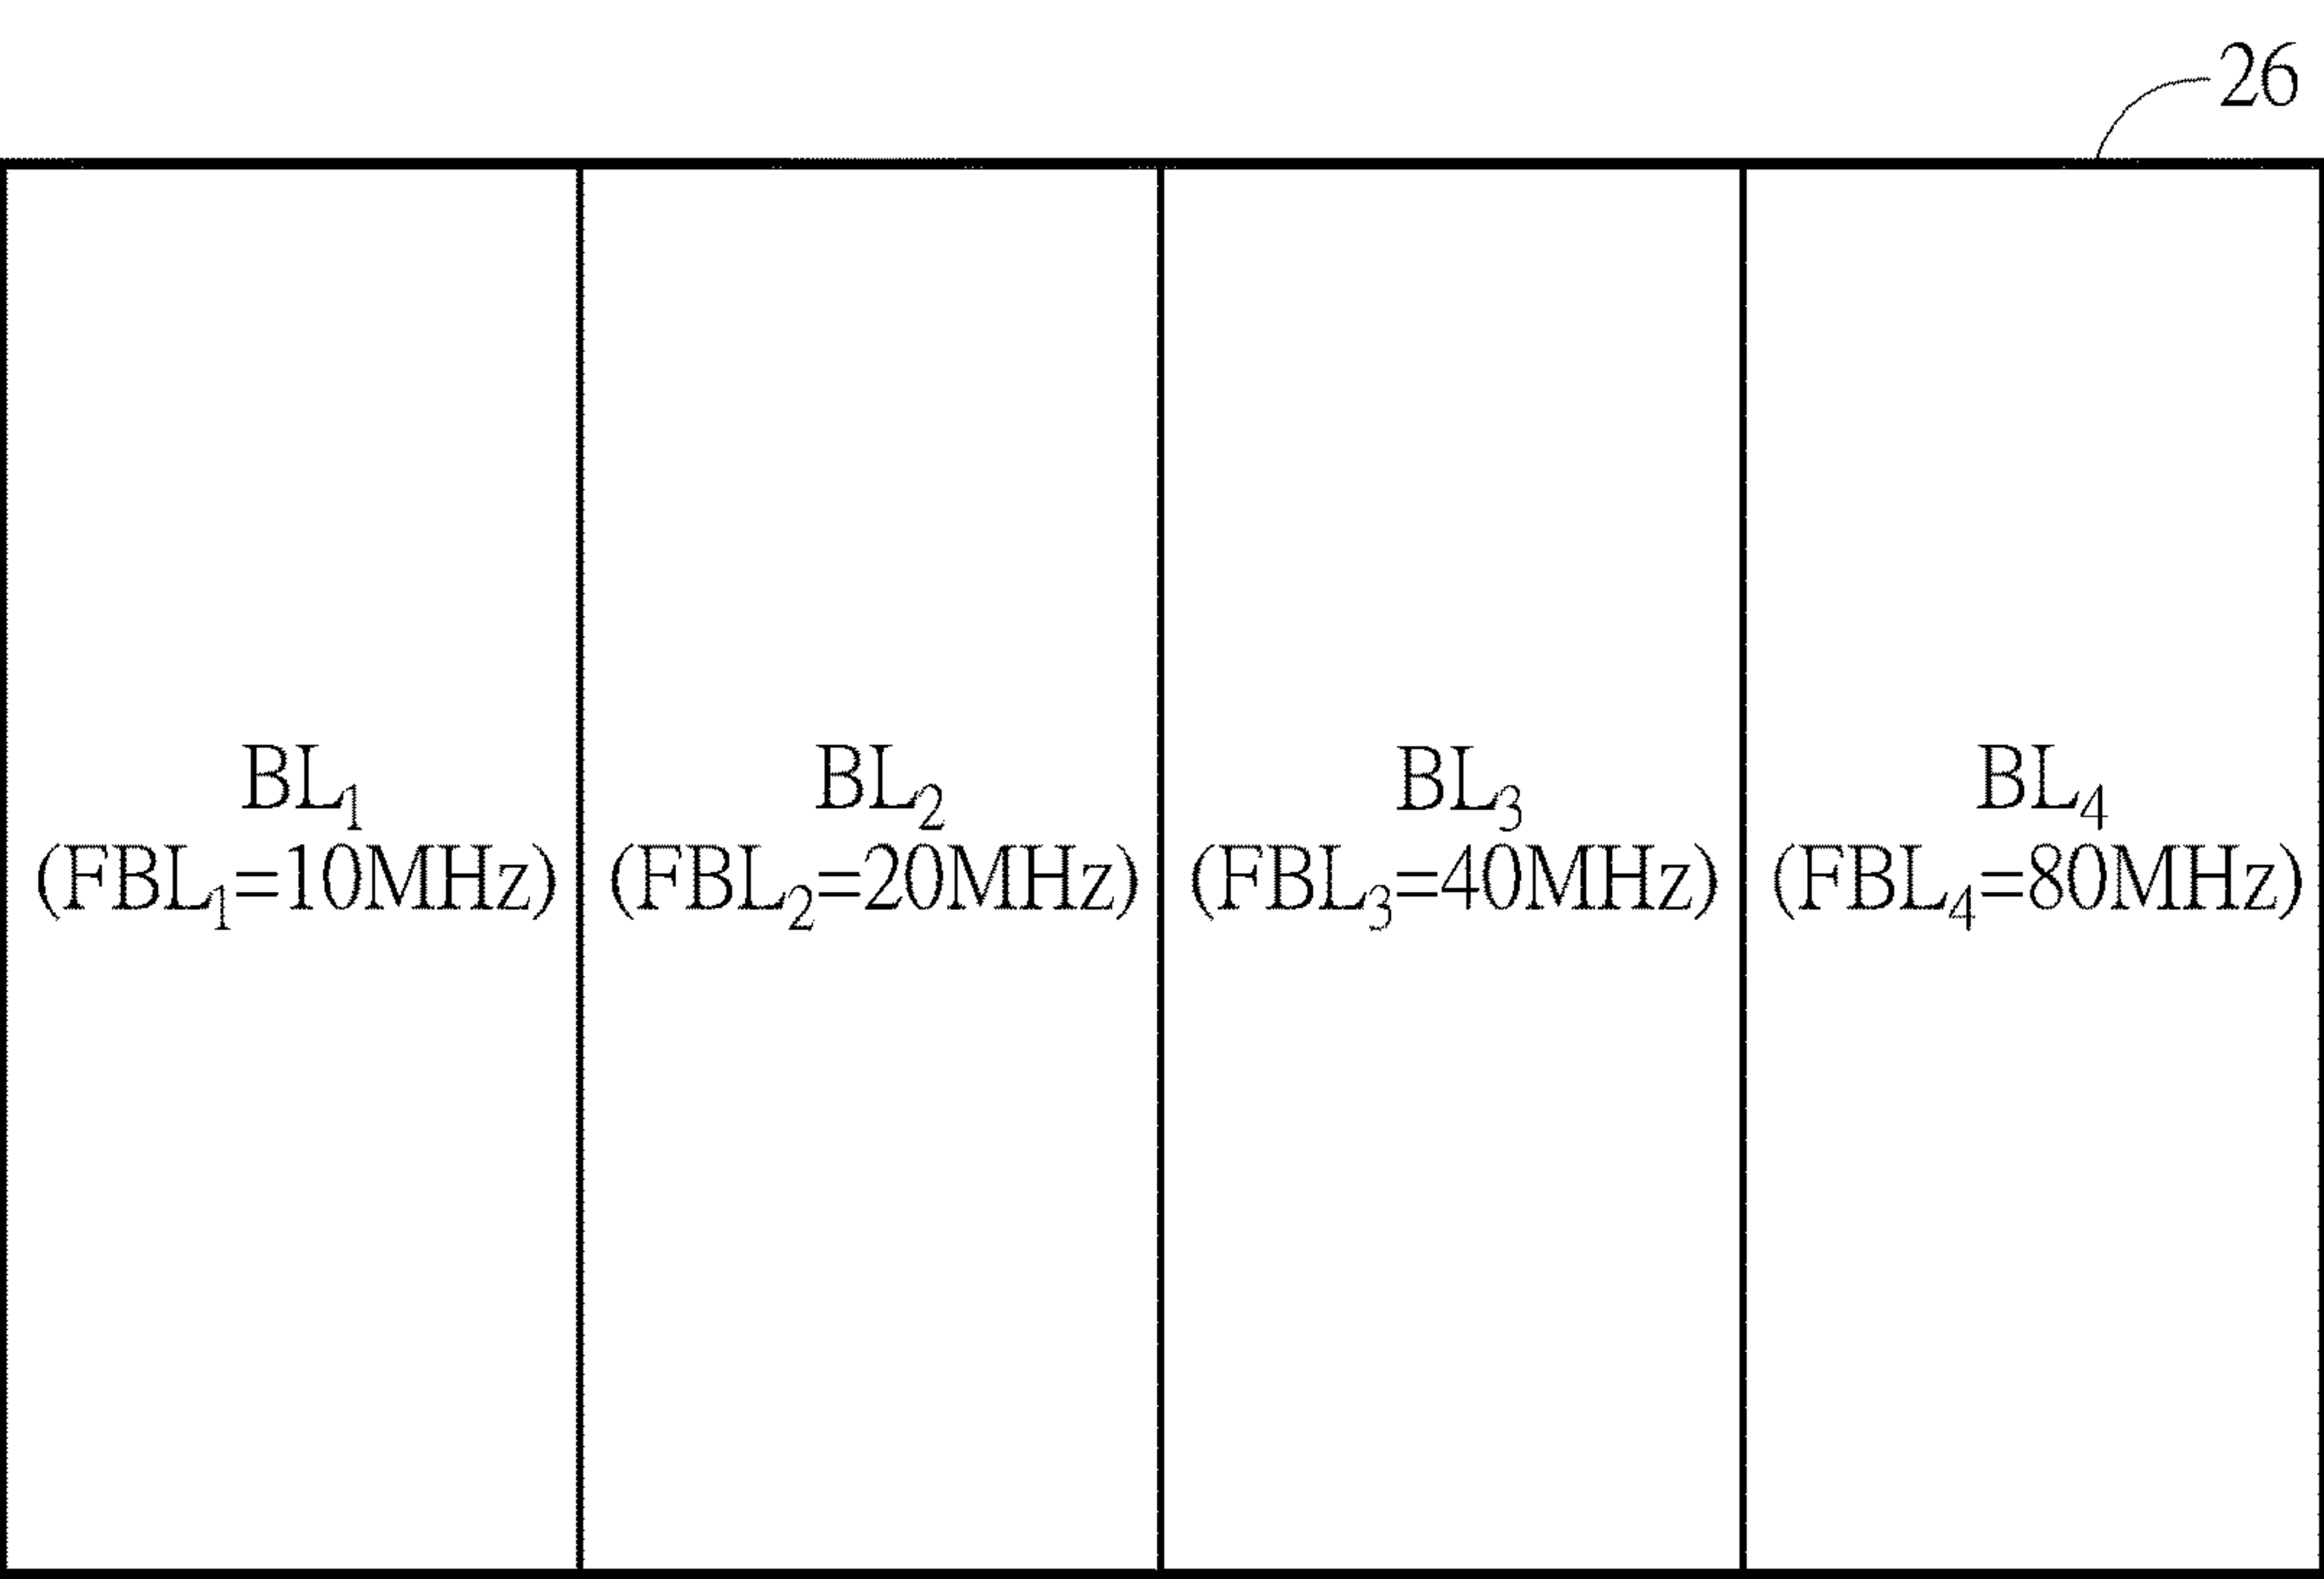 26
BL₁
(FBL₁=10MHz)
BL₂
(FBL₂=20MHz)
BL₃
(FBL₃=40MHz)
BL₄
(FBL₄=80MHz)